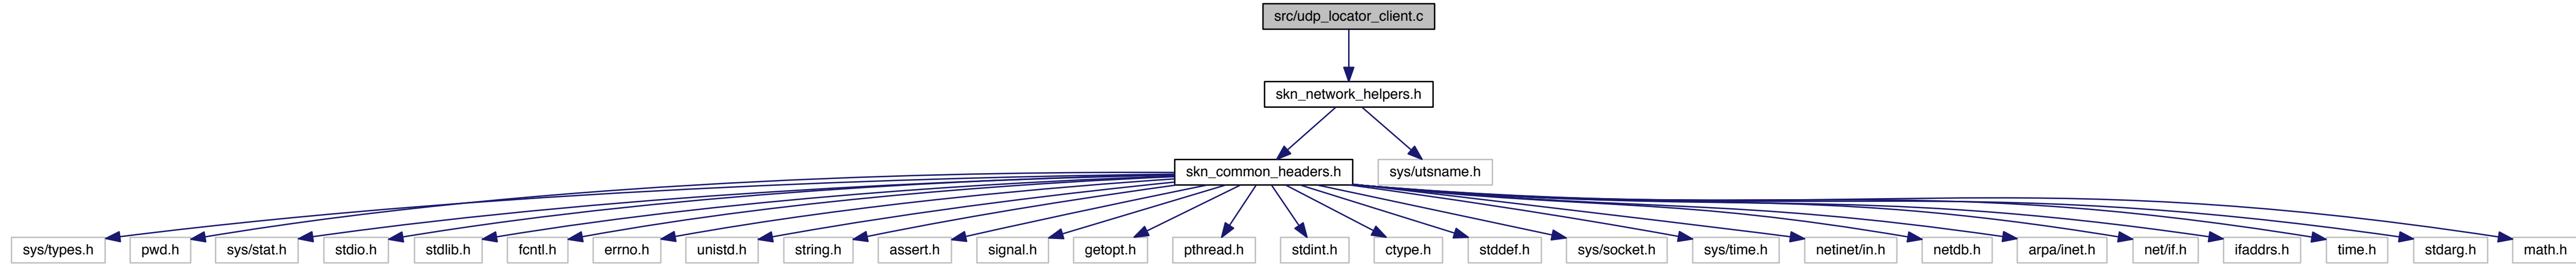 src/udp_locator_client.c
skn_network_helpers.h
skn_common_headers.h
sys/utsname.h
sys/types.h
pwd.h
sys/stat.h
stdio.h
stdlib.h
fcntl.h
errno.h
unistd.h
string.h
assert.h
signal.h
getopt.h
pthread.h
stdint.h
ctype.h
stddef.h
sys/socket.h
sys/time.h
netinet/in.h
netdb.h
arpa/inet.h
net/if.h
ifaddrs.h
time.h
stdarg.h
math.h